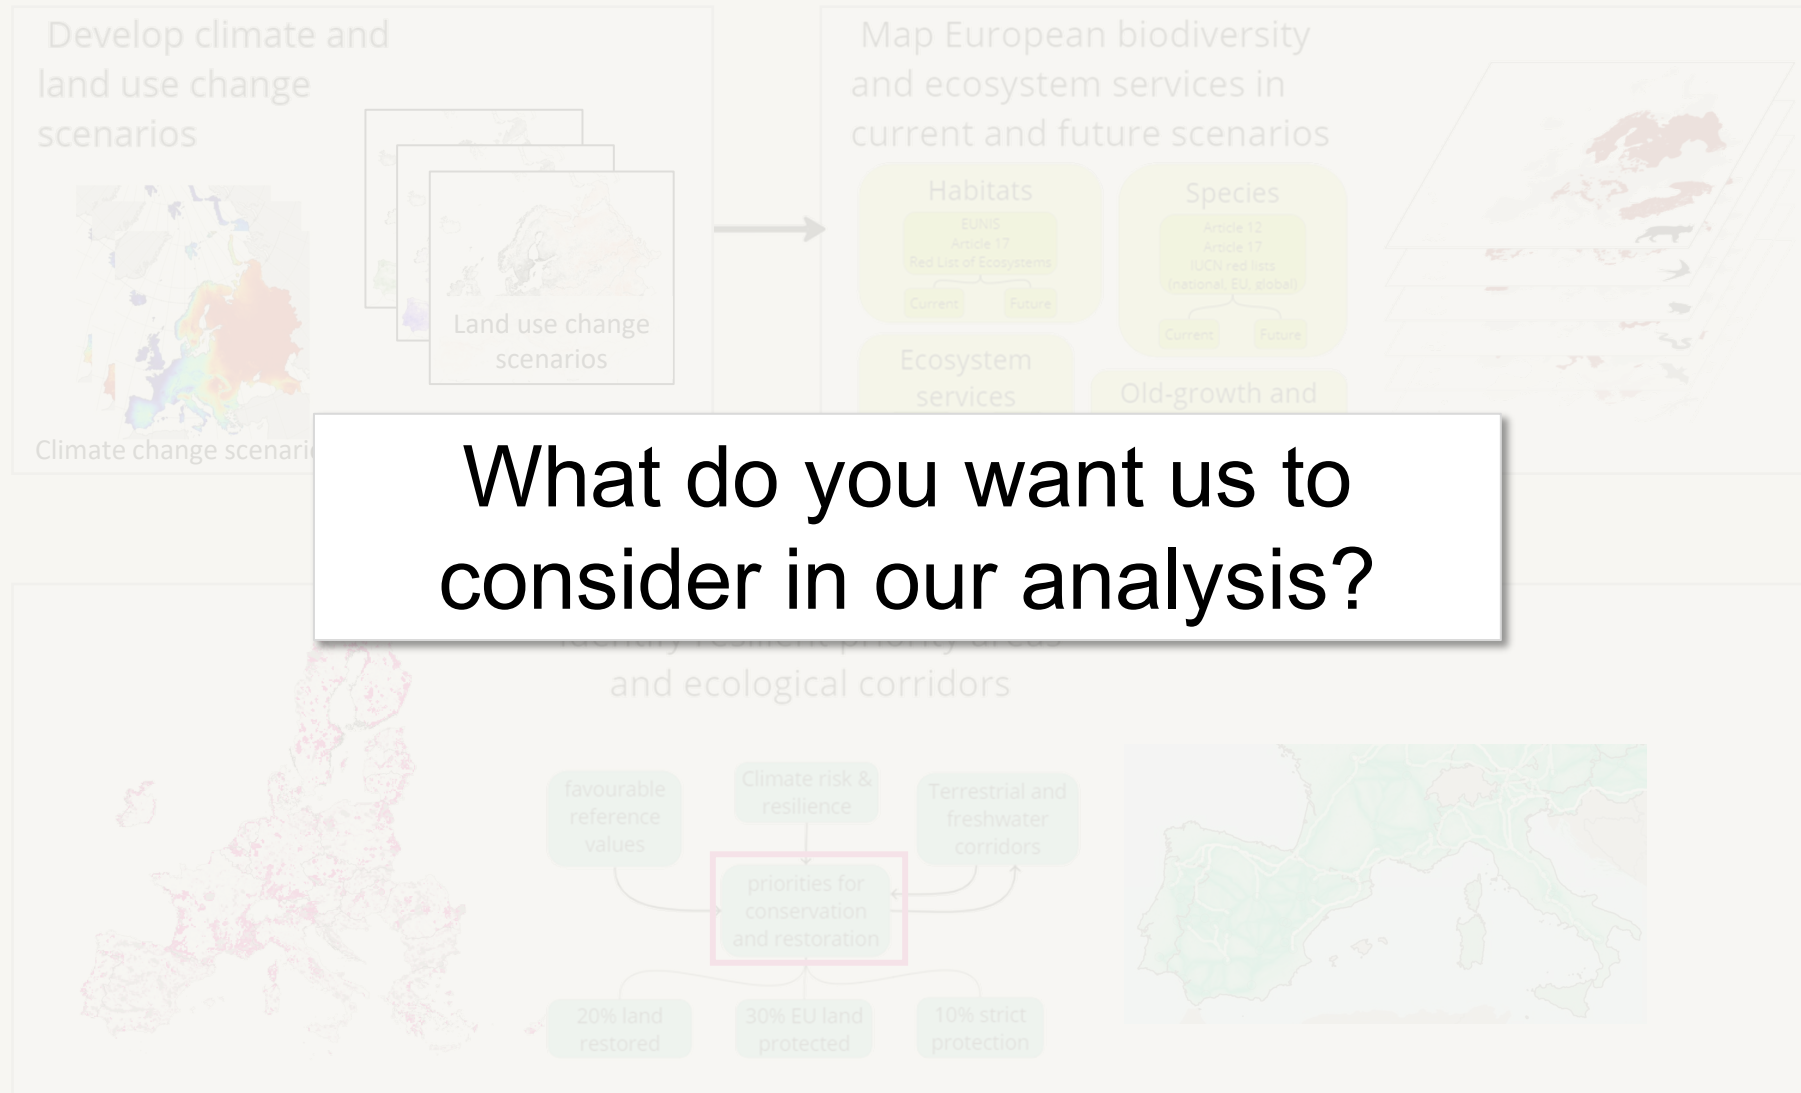 Develop climate and
land use change
scenarios
Land use change
scenarios
Climate change scenari
Map European biodiversity
and ecosystem services in
current and future scenarios
Habitats
EUNIS
Article 17
Red List of Ecosystems
Current
Future
Species
Article 12
Article 17
IUCN red lists
(national, EU, global)
Current
Future
Ecosystem
services
Old-growth and
What do you want us to
consider in our analysis?
Identify resilient priority areas
and ecological corridors
favourable
reference
values
Climate risk &
resilience
Terrestrial and
freshwater
corridors
priorities for
conservation
and restoration
20% land
restored
30% EU land
protected
10% strict
protection